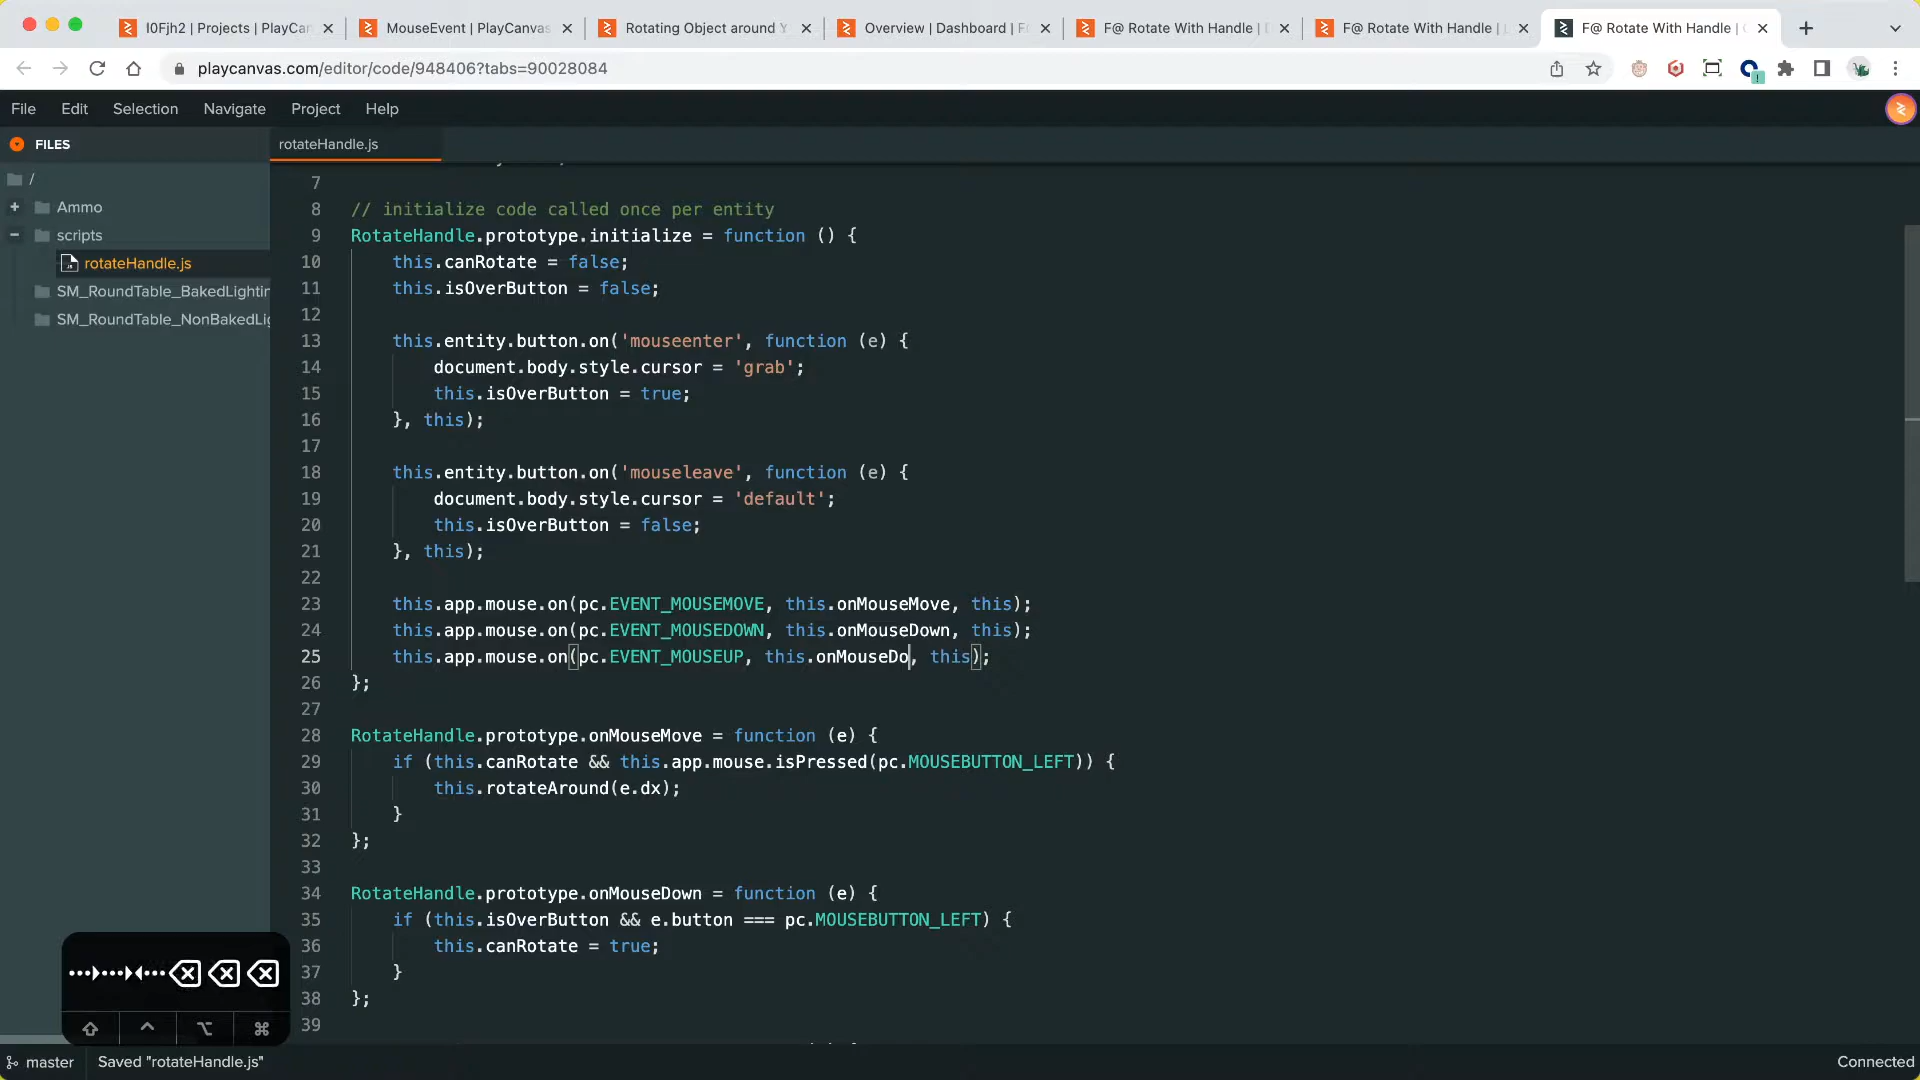 I0Fjh2 | Projects | PlayCan
MouseEvent | PlayCanvas
Rotating Object around Y
Overview | Dashboard | F
F@ Rotate With Handle | D
F@ Rotate With Handle | L
F@ Rotate With Handle | C
playcanvas.com/editor/code/948406?tabs=90028084
File Edit Selection Navigate Project Help
FILES
rotateHandle.js
/
Ammo
scripts
rotateHandle.js
SM_RoundTable_BakedLightin
SM_RoundTable_NonBakedLig
7
8 // initialize code called once per entity
9 RotateHandle.prototype.initialize = function () {
10 this.canRotate = false;
11 this.isOverButton = false;
12
13 this.entity.button.on('mouseenter', function (e) {
14 document.body.style.cursor = 'grab';
15 this.isOverButton = true;
16 }, this);
17
18 this.entity.button.on('mouseleave', function (e) {
19 document.body.style.cursor = 'default';
20 this.isOverButton = false;
21 }, this);
22
23 this.app.mouse.on(pc.EVENT_MOUSEMOVE, this.onMouseMove, this);
24 this.app.mouse.on(pc.EVENT_MOUSEDOWN, this.onMouseDown, this);
25 this.app.mouse.on(pc.EVENT_MOUSEUP, this.onMouseDo, this);
26 };
27
28 RotateHandle.prototype.onMouseMove = function (e) {
29 if (this.canRotate && this.app.mouse.isPressed(pc.MOUSEBUTTON_LEFT)) {
30 this.rotateAround(e.dx);
31 }
32 };
33
34 RotateHandle.prototype.onMouseDown = function (e) {
35 if (this.isOverButton && e.button === pc.MOUSEBUTTON_LEFT) {
36 this.canRotate = true;
37 }
38 };
39
master
Saved "rotateHandle.js"
Connected